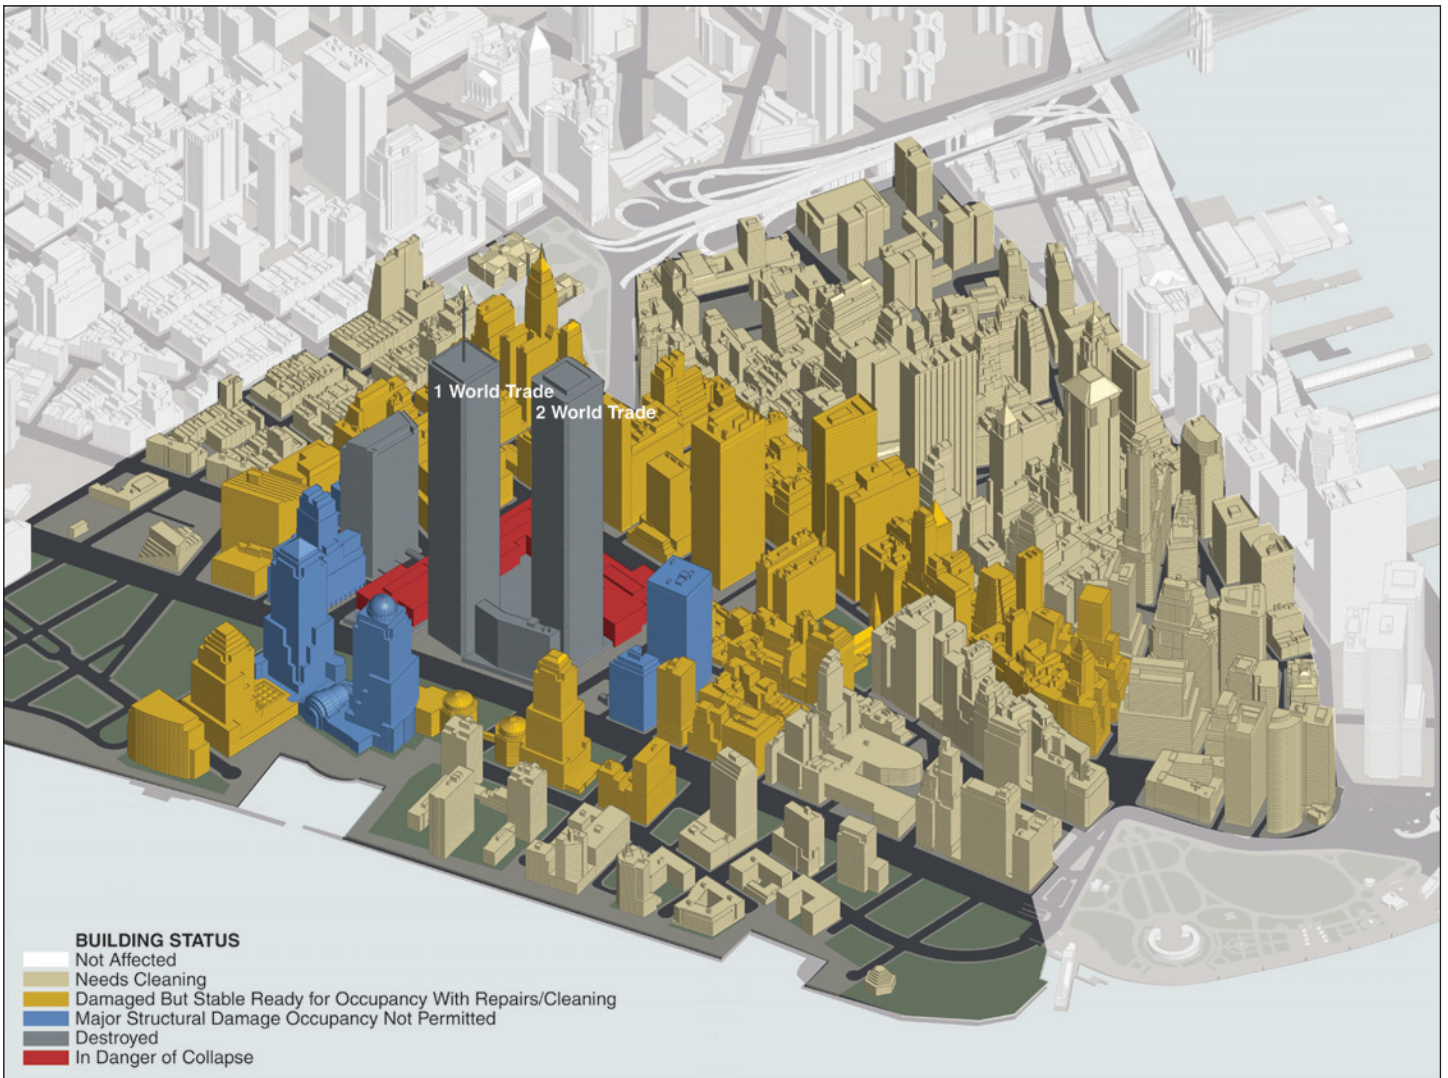 1 World Trade
2 World Trade
BUILDING STATUS
Not Affected
Needs Cleaning
Damaged But Stable Ready for Occupancy With Repairs/Cleaning
Major Structural Damage Occupancy Not Permitted
Destroyed
In Danger of Collapse